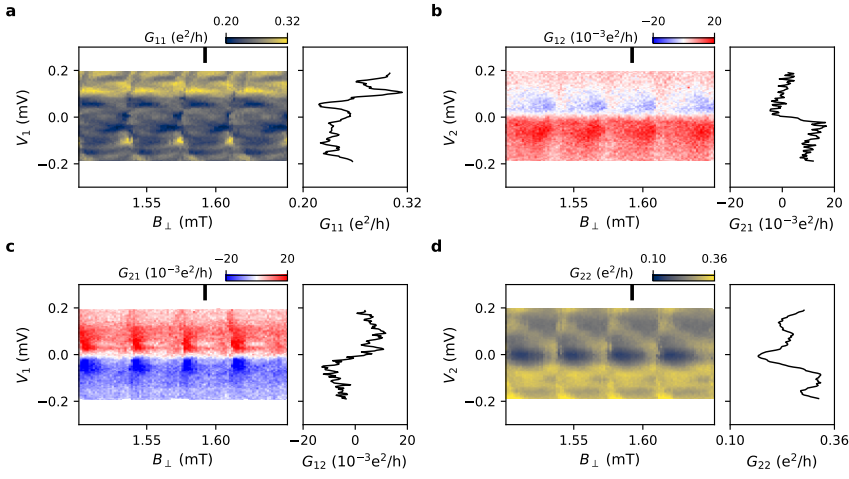 a
G11 (e²/h)
0.20 0.32
V1 (mV)
0.2
0.0
−0.2
1.55 1.60
B⊥ (mT)
0.20 0.32
G11 (e²/h)
b
G12 (10⁻³e²/h)
−20 20
V2 (mV)
0.2
0.0
−0.2
1.55 1.60
B⊥ (mT)
−20 0 20
G21 (10⁻³e²/h)
c
G21 (10⁻³e²/h)
−20 20
V1 (mV)
0.2
0.0
−0.2
1.55 1.60
B⊥ (mT)
−20 0 20
G12 (10⁻³e²/h)
d
G22 (e²/h)
0.10 0.36
V2 (mV)
0.2
0.0
−0.2
1.55 1.60
B⊥ (mT)
0.10 0.36
G22 (e²/h)